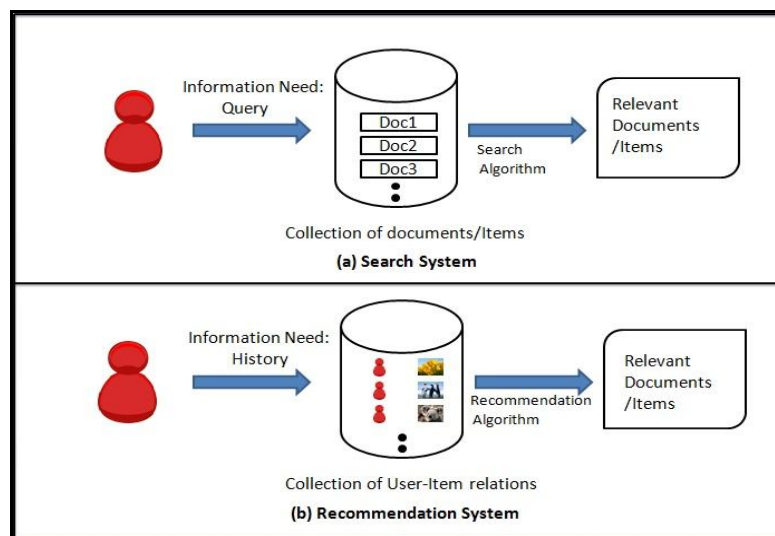 Information Need:
Query
Doc1
Doc2
Doc3
Search
Algorithm
Relevant
Documents
/Items
Collection of documents/Items
(a) Search System
Information Need:
History
Recommendation
Algorithm
Relevant
Documents
/Items
Collection of User-Item relations
(b) Recommendation System